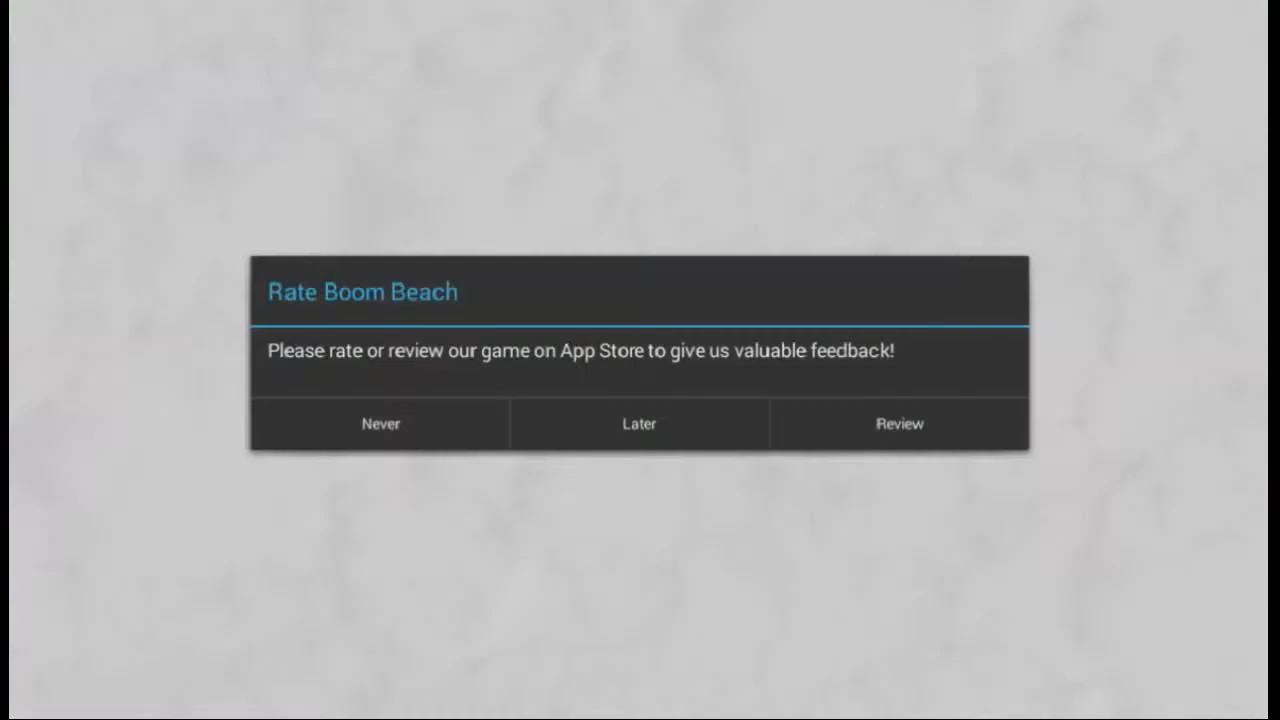 Rate Boom Beach
Please rate or review our game on App Store to give us valuable feedback!
Never
Later
Review